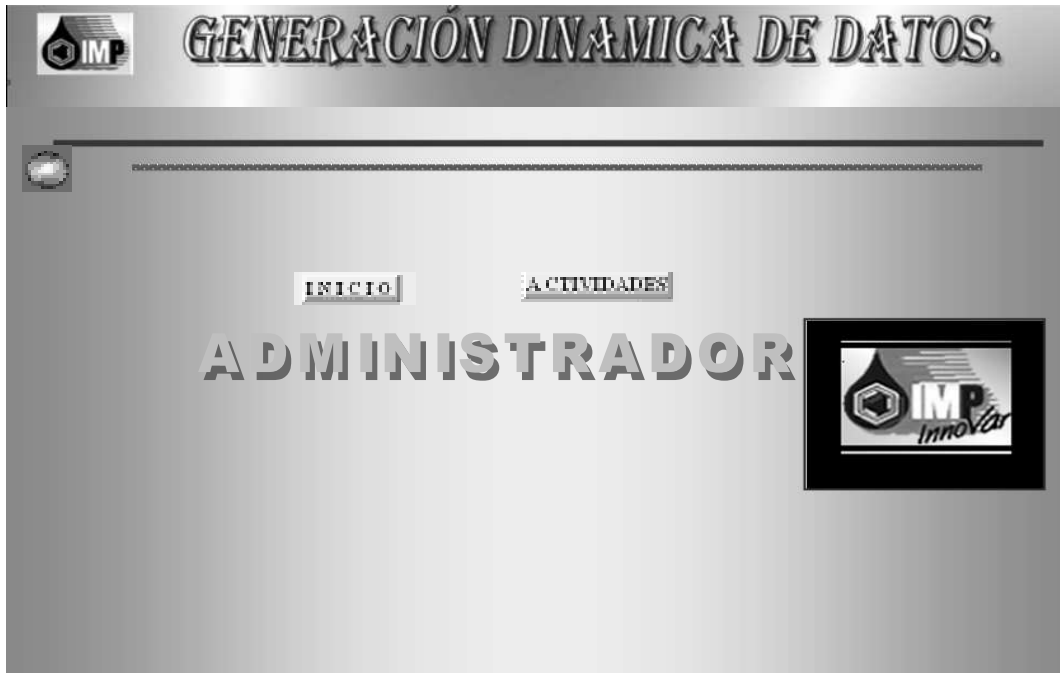 IMP GENERACIÓN DINAMICA DE DATOS.
INICIO ACTIVIDADES
ADMINISTRADOR
IMP
InnoVar